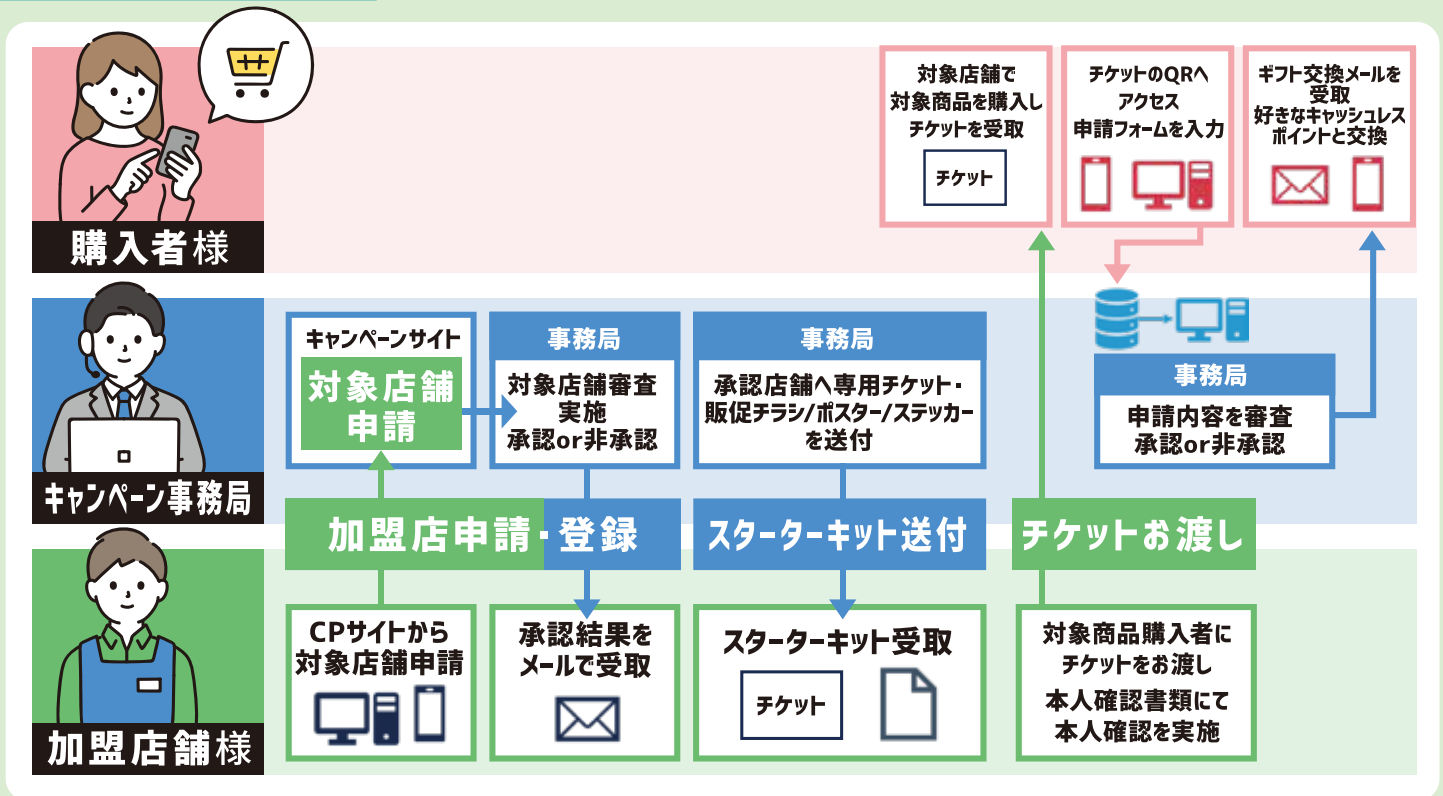 購入者様
対象店舗で
対象商品を購入し
チケットを受取
チケット
チケットのQRへ
アクセス
申請フォームを入力
ギフト交換メールを
受取
好きなキャッシュレス
ポイントと交換
キャンペーン事務局
キャンペーンサイト
対象店舗
申請
事務局
対象店舗審査
実施
承認or非承認
事務局
承認店舗へ専用チケット・
販促チラシ/ポスター/ステッカー
を送付
事務局
申請内容を審査
承認or非承認
加盟店申請・登録
スターターキット送付
チケットお渡し
加盟店舗様
CPサイトから
対象店舗申請
承認結果を
メールで受取
スターターキット受取
チケット
対象商品購入者に
チケットをお渡し
本人確認書類にて
本人確認を実施